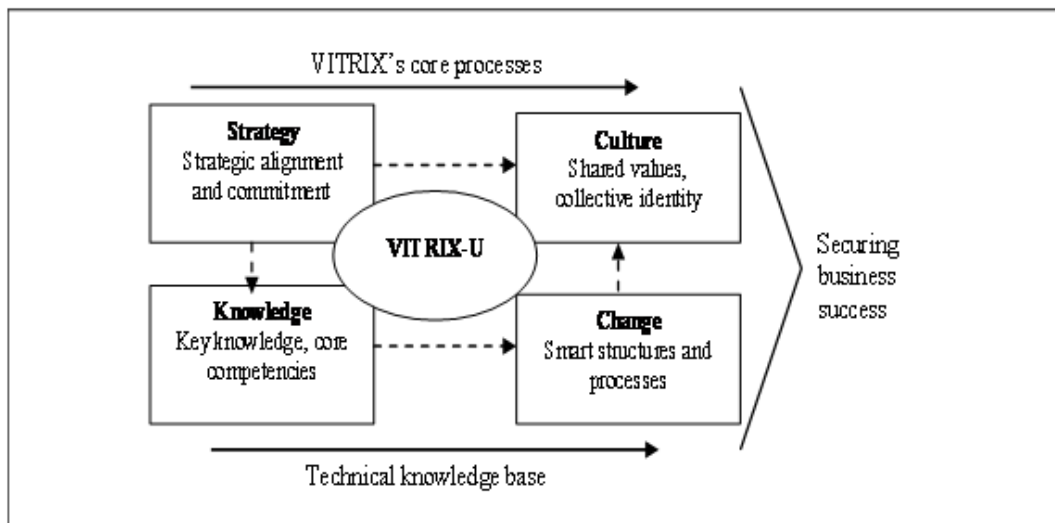 VITRIX's core processes
Strategy
Strategic alignment
and commitment
Culture
Shared values,
collective identity
VITRIX-U
Securing
business
success
Knowledge
Key knowledge, core
competencies
Change
Smart structures and
processes
Technical knowledge base